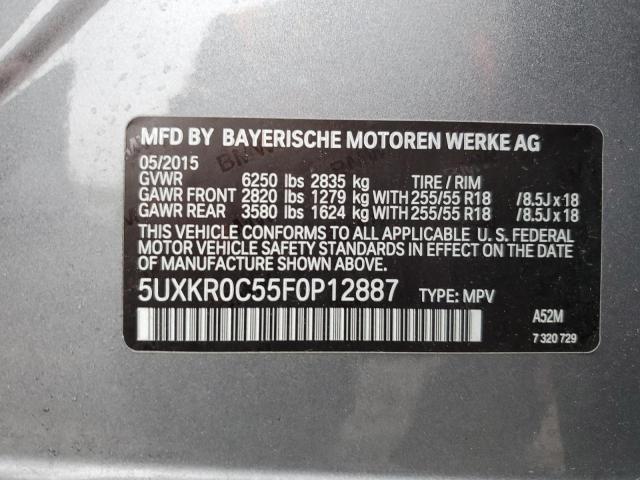 MFD BY BAYERISCHE MOTOREN WERKE AG
05/2015
GVWR 6250 lbs 2835 kg TIRE / RIM
GAWR FRONT 2820 lbs 1279 kg WITH 255/55 R18 /8.5J x 18
GAWR REAR 3580 lbs 1624 kg WITH 255/55 R18 /8.5J x 18
THIS VEHICLE CONFORMS TO ALL APPLICABLE U.S. FEDERAL
MOTOR VEHICLE SAFETY STANDARDS IN EFFECT ON THE DATE
OF MANUFACTURE SHOWN ABOVE.
5UXKR0C55F0P12887 TYPE: MPV
A52M
7 320 729